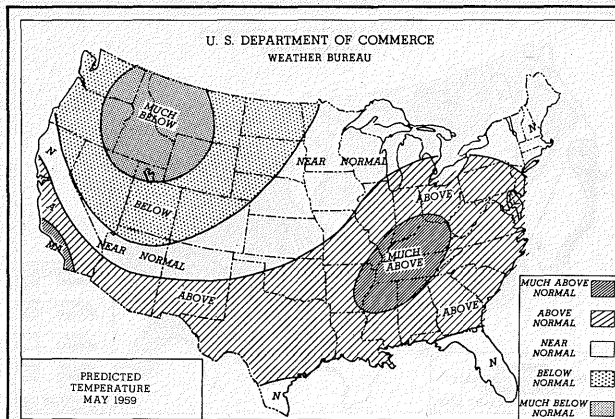 U. S. DEPARTMENT OF COMMERCE
WEATHER BUREAU
MUCH
BELOW
BELOW
NEAR NORMAL
N
N
A
MA
NEAR NORMAL
ABOVE
ABOVE
MUCH
ABOVE
ABOVE
N
N
MUCH ABOVE
NORMAL
ABOVE
NORMAL
NEAR
NORMAL
BELOW
NORMAL
MUCH BELOW
NORMAL
PREDICTED
TEMPERATURE
MAY 1959